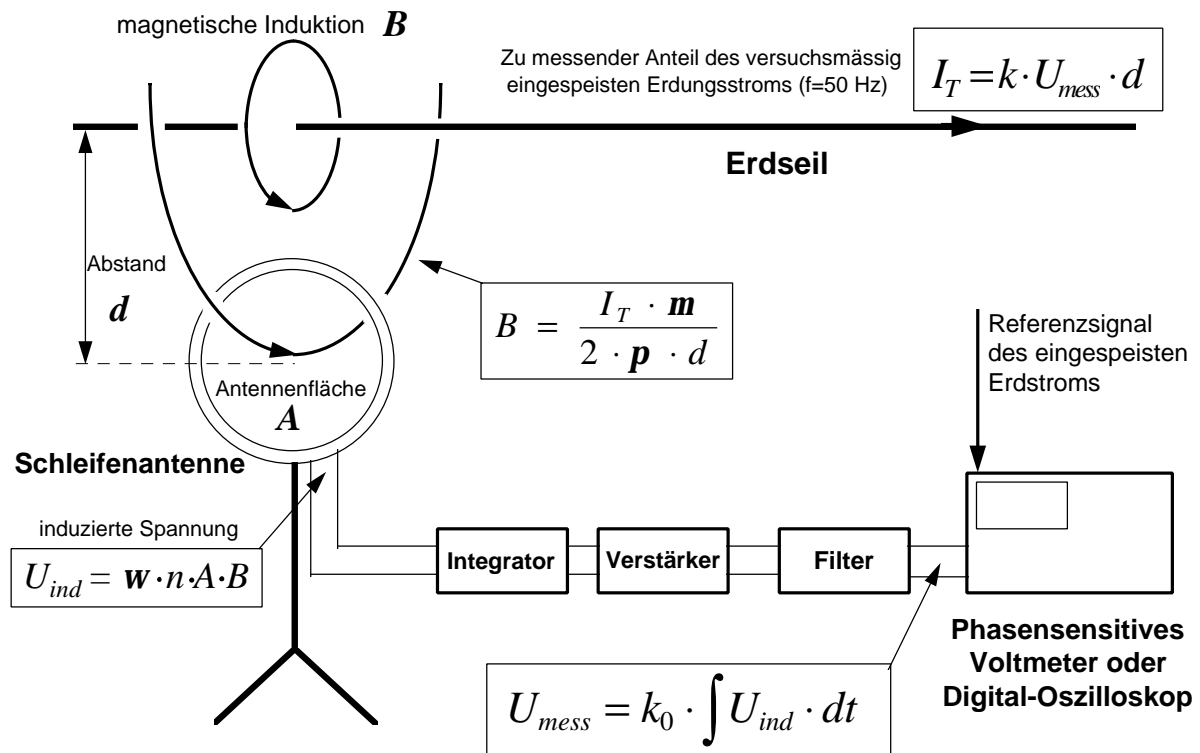 magnetische Induktion B
Zu messender Anteil des versuchsmässig
eingespeisten Erdungsstroms (f=50 Hz)
I_T = k · U_mess · d
Erdseil
Abstand
d
B = I_T · m / 2 · p · d
Antennenfläche
A
Schleifenantenne
induzierte Spannung
U_ind = w · n · A · B
Referenzsignal
des eingespeisten
Erdstroms
Integrator
Verstärker
Filter
U_mess = k_0 · ∫ U_ind · dt
Phasensensitives
Voltmeter oder
Digital-Oszilloskop